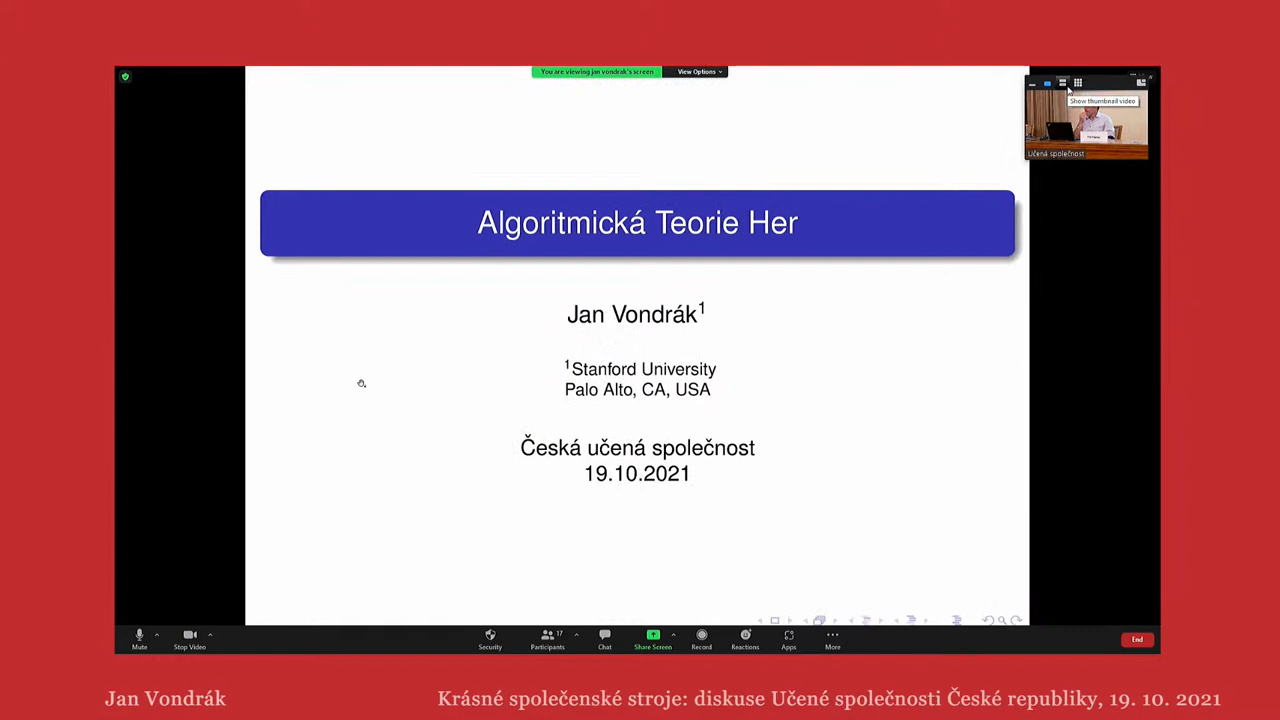 You are viewing jan vondrak's screen
View Options
Show thumbnail video
Učená společnost
Algoritmická Teorie Her
Jan Vondrák¹
¹Stanford University
Palo Alto, CA, USA
Česká učená společnost
19.10.2021
Mute
Stop Video
Security
Participants
17
Chat
Share Screen
Record
Reactions
Apps
More
End
Jan Vondrák
Krásné společenské stroje: diskuse Učené společnosti České republiky, 19. 10. 2021